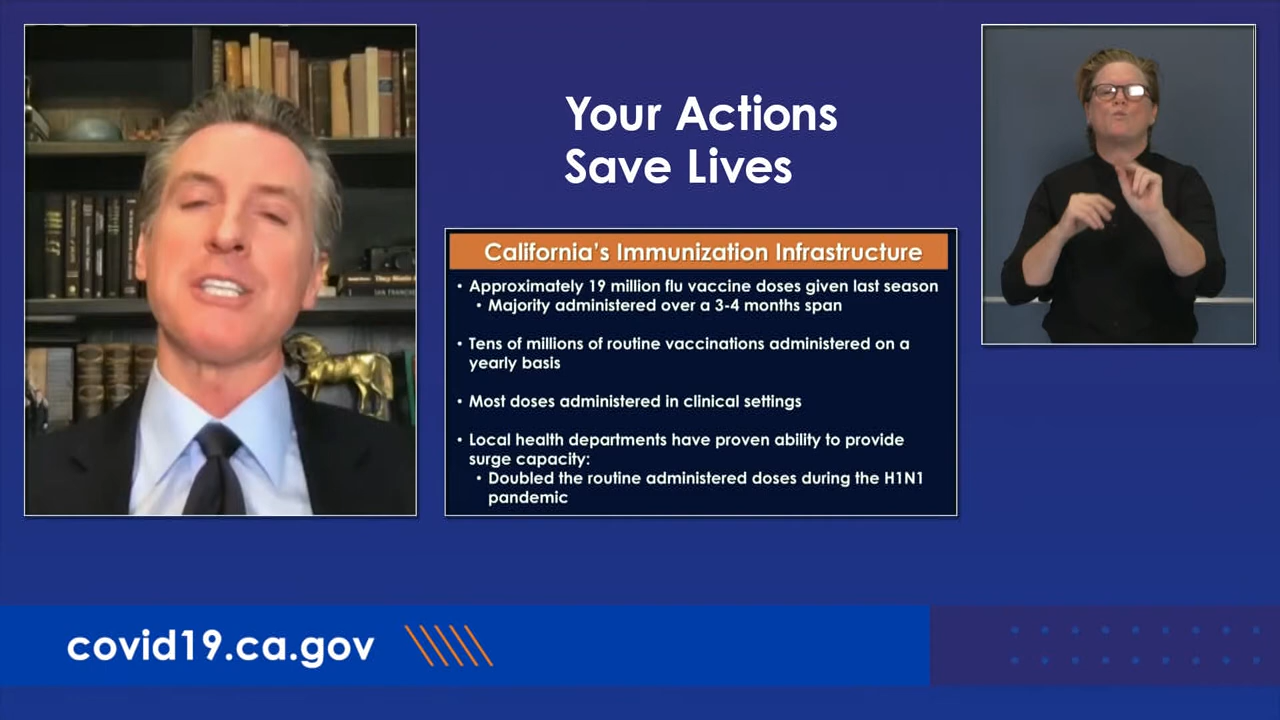 Your Actions
Save Lives
California's Immunization Infrastructure
• Approximately 19 million flu vaccine doses given last season
• Majority administered over a 3-4 months span
• Tens of millions of routine vaccinations administered on a
yearly basis
• Most doses administered in clinical settings
• Local health departments have proven ability to provide
surge capacity:
• Doubled the routine administered doses during the H1N1
pandemic
covid19.ca.gov